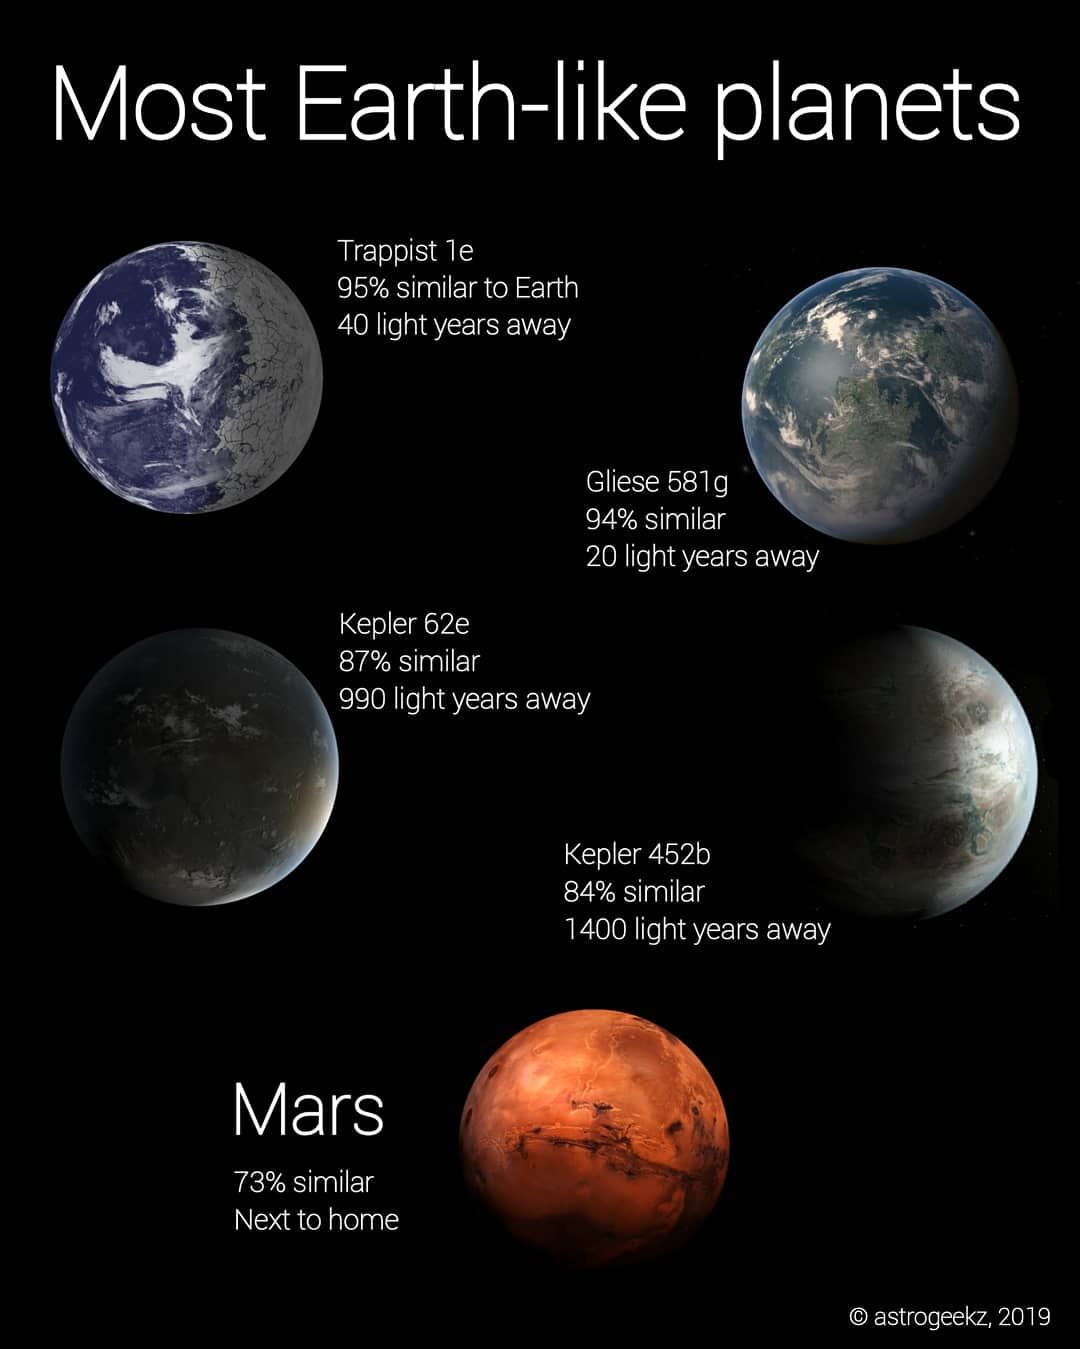 Most Earth-like planets
Trappist 1e
95% similar to Earth
40 light years away
Gliese 581g
94% similar
20 light years away
Kepler 62e
87% similar
990 light years away
Kepler 452b
84% similar
1400 light years away
Mars
73% similar
Next to home
© astrogeekz, 2019